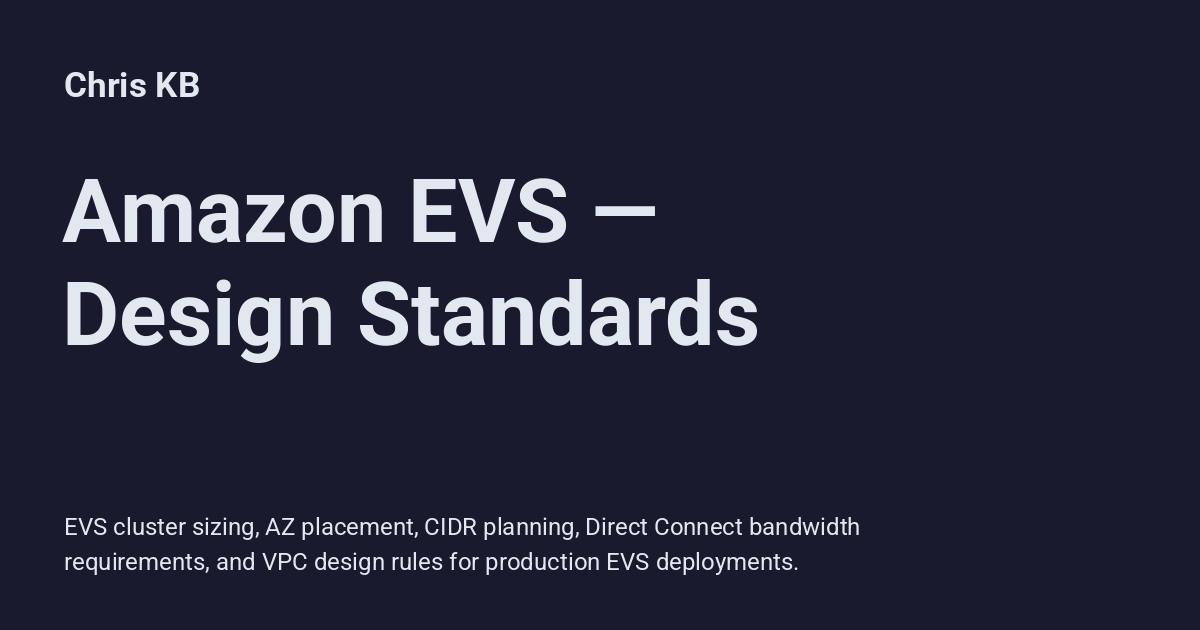 Chris KB
Amazon EVS —
Design Standards
EVS cluster sizing, AZ placement, CIDR planning, Direct Connect bandwidth
requirements, and VPC design rules for production EVS deployments.